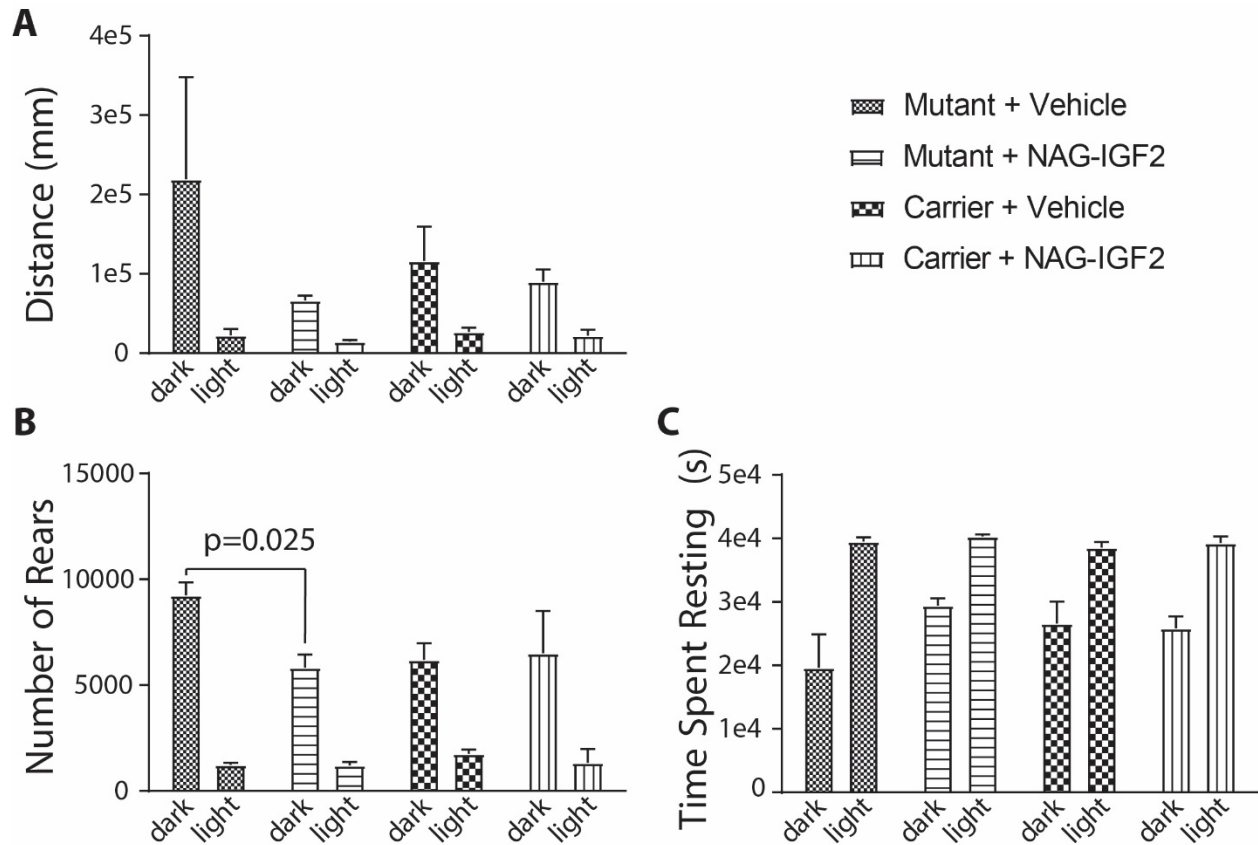 A
4e5
3e5
2e5
1e5
0
Distance (mm)
dark light dark light dark light dark light
Mutant + Vehicle
Mutant + NAG-IGF2
Carrier + Vehicle
Carrier + NAG-IGF2
B
15000
10000
5000
0
Number of Rears
p=0.025
dark light dark light dark light dark light
C
5e4
4e4
3e4
2e4
1e4
0
Time Spent Resting (s)
dark light dark light dark light dark light